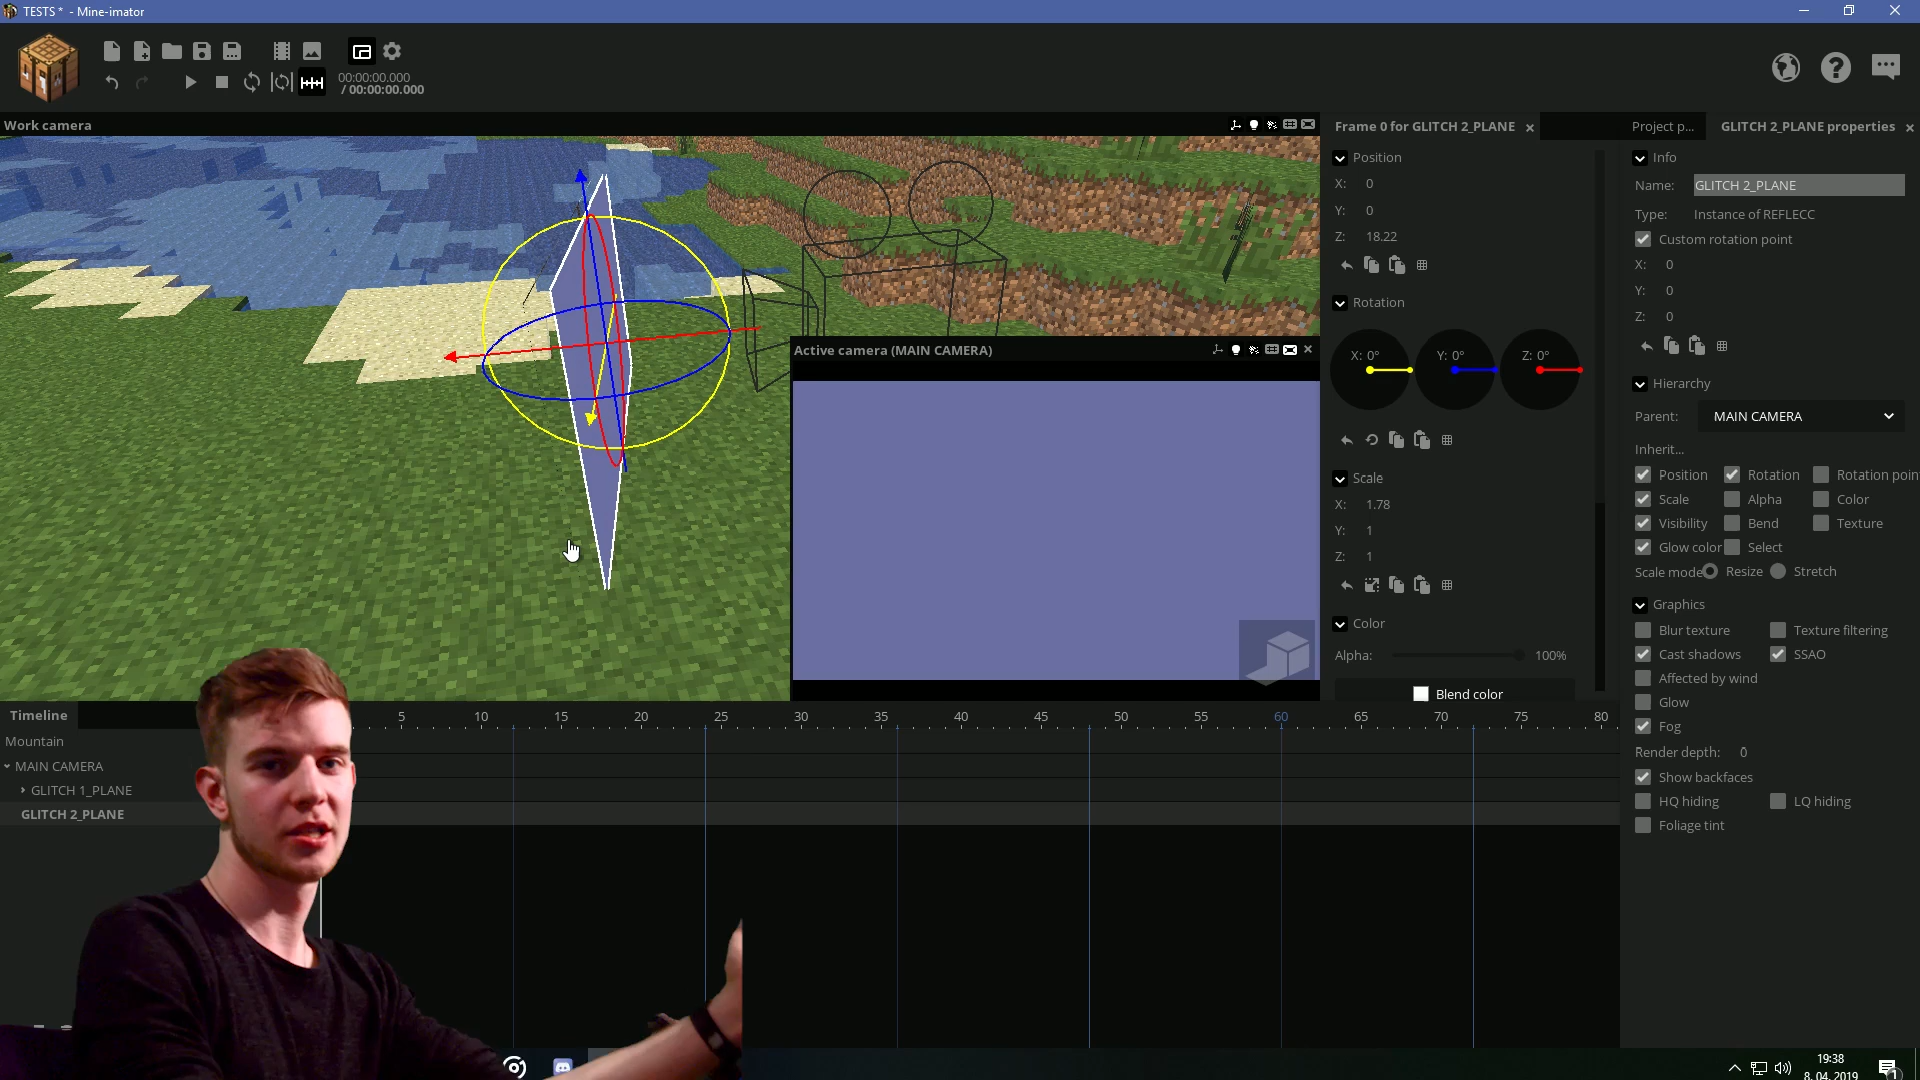 TESTS * - Mine-imator
00:00:00.000
/ 00:00:00.000
Work camera
Active camera (MAIN CAMERA)
Frame 0 for GLITCH 2_PLANE
Position
X: 0
Y: 0
Z: 18.22
Rotation
X: 0° Y: 0° Z: 0°
Scale
X: 1.78
Y: 1
Z: 1
Color
Alpha: 100%
Blend color
Project p...
GLITCH 2_PLANE properties
Info
Name: GLITCH 2_PLANE
Type: Instance of REFLECC
Custom rotation point
X: 0
Y: 0
Z: 0
Hierarchy
Parent: MAIN CAMERA
Inherit...
Position Rotation Rotation poin
Scale Alpha Color
Visibility Bend Texture
Glow color Select
Scale mode Resize Stretch
Graphics
Blur texture Texture filtering
Cast shadows SSAO
Affected by wind
Glow
Fog
Render depth: 0
Show backfaces
HQ hiding LQ hiding
Foliage tint
Timeline
5 10 15 20 25 30 35 40 45 50 55 60 65 70 75 80
Mountain
MAIN CAMERA
GLITCH 1_PLANE
GLITCH 2_PLANE
19:38
8. 04. 2019
1